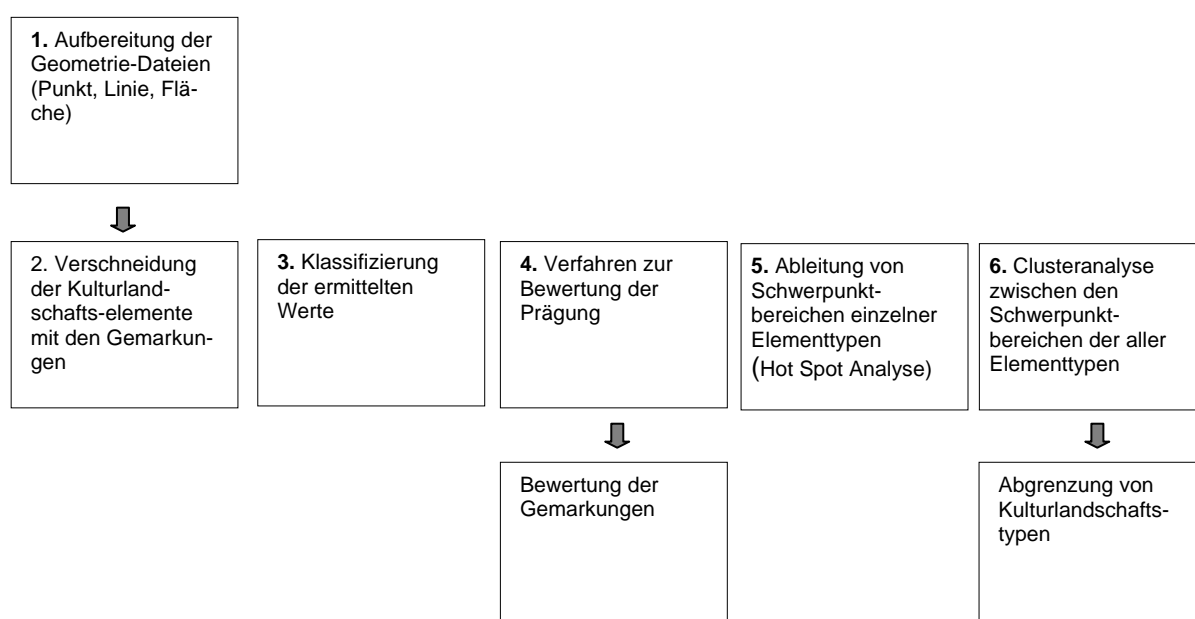 1. Aufbereitung der
Geometrie-Dateien
(Punkt, Linie, Flä-
che)
2. Verschneidung
der Kulturland-
schafts-elemente
mit den Gemarkun-
gen
3. Klassifizierung
der ermittelten
Werte
4. Verfahren zur
Bewertung der
Prägung
5. Ableitung von
Schwerpunkt-
bereichen einzelner
Elementtypen
(Hot Spot Analyse)
6. Clusteranalyse
zwischen den
Schwerpunkt-
bereichen der aller
Elementtypen
Bewertung der
Gemarkungen
Abgrenzung von
Kulturlandschafts-
typen